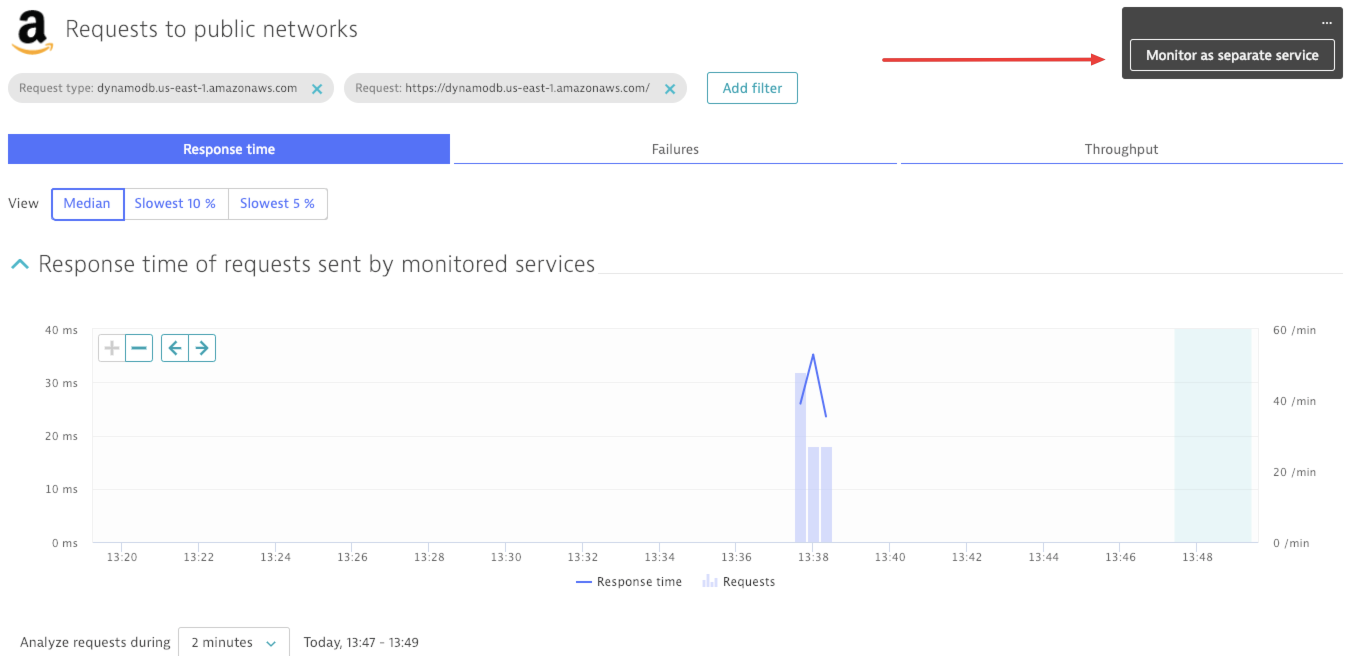 Requests to public networks
...
Monitor as separate service
Request type: dynamodb.us-east-1.amazonaws.com
Request: https://dynamodb.us-east-1.amazonaws.com/
Add filter
Response time
Failures
Throughput
View
Median
Slowest 10 %
Slowest 5 %
Response time of requests sent by monitored services
40 ms
30 ms
20 ms
10 ms
0 ms
60 /min
40 /min
20 /min
0 /min
13:20
13:22
13:24
13:26
13:28
13:30
13:32
13:34
13:36
13:38
13:40
13:42
13:44
13:46
13:48
Response time
Requests
Analyze requests during
2 minutes
Today, 13:47 - 13:49